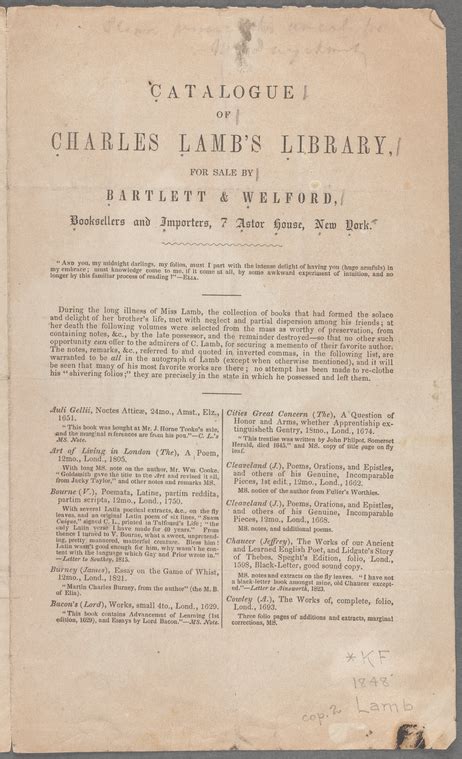 CATALOGUE
OF
CHARLES LAMB'S LIBRARY,
FOR SALE BY
BARTLETT & WELFORD,
Booksellers and Importers, 7 Astor House, New York.
"AND you, my midnight darlings, my folios, must I part with the intense delight of having you (huge armfuls) in
my embrace; must knowledge come to me, if it come at all, by some awkward experiment of intuition, and no
longer by this familiar process of reading?"—ELIA.
During the long illness of Miss Lamb, the collection of books that had formed the solace
and delight of her brother's life, met with neglect and partial dispersion among his friends; at
her death the following volumes were selected from the mass as worthy of preservation, from
containing notes, &c., by the late possessor, and the remainder destroyed—so that no other such
opportunity can offer to the admirers of C. Lamb, for securing a memento of their favorite author.
The notes, remarks, &c., referred to and quoted in inverted commas, in the following list, are
warranted to be all in the autograph of Lamb (except when otherwise mentioned), and it will
be seen that many of his most favorite works are there; no attempt has been made to re-clothe
his "shivering folios;" they are precisely in the state in which he possessed and left them.
Auli Gellii, Noctes Atticæ, 24mo., Amst., Elz.,
1651.
"This book was bought at Mr. J. Horne Tooke's sale,
and the marginal references are from his pen."—C. L.'s
MS. Note.
Art of Living in London (The), A Poem,
12mo., Lond., 1805.
With long MS. note on the author, Mr. Wm. Cooke.
"Goldsmith gave the title to the Art and revised it all,
from Jacky Taylor," and other notes and remarks MS.
Bourne (V.), Poemata, Latine, partim reddita,
partim scripta, 12mo., Lond., 1750.
With several Latin poetical extracts, &c., on the fly
leaves, and an original Latin poem of six lines, "Suum
Cuique," signed C. L., printed in Talfourd's Life; "the
only Latin verse I have made for 40 years." From
thence I turned to V. Bourne, what a sweet, unpretending,
pretty, mannered, matterful creature. Bless him!
Latin wasn't good enough for him, why wasn't he content
with the language which Gay and Prior wrote in."
—Letter to Southey, 1815.
Burney (James), Essay on the Game of Whist,
12mo., Lond., 1821.
"Martin Charles Burney, from the author" (the M. B.
of Elia).
Bacon's (Lord), Works, small 4to., Lond., 1629.
"This book contains Advancement of Learning (1st
edition, 1629), and Essays by Lord Bacon."—MS. Note.
Cities Great Concern (The), A Question of
Honor and Arms, whether Apprentiship extinguisheth
Gentry, 18mo., Lond., 1674.
"This treatise was written by John Philpot, Somerset
Herald, died 1645." and MS. copy of title page on fly
leaf.
Cleaveland (J.), Poems, Orations, and Epistles,
and others of his Genuine, Incomparable
Pieces, 1st edit., 12mo., Lond., 1662.
MS. notice of the author from Fuller's Worthies.
Cleaveland (J.), Poems, Orations, and Epistles,
and others of his Genuine, Incomparable
Pieces, 12mo., Lond., 1668.
MS. notes, and additional poems.
Chaucer (Jeffrey), The Works of our Ancient
and Learned English Poet, and Lidgate's Story
of Thebes, Speght's Edition, folio, Lond.,
1598, Black-Letter, good sound copy.
MS. notes and extracts on the fly leaves. "I have not
a black-letter book amongst mine, old Chaucer excepted."
—Letter to Ainsworth, 1823.
Cowley (A.), The Works of, complete, folio,
Lond., 1693.
Three folio pages of additions and extracts, marginal
corrections, MS.
*KF
1848
cop. 2 Lamb